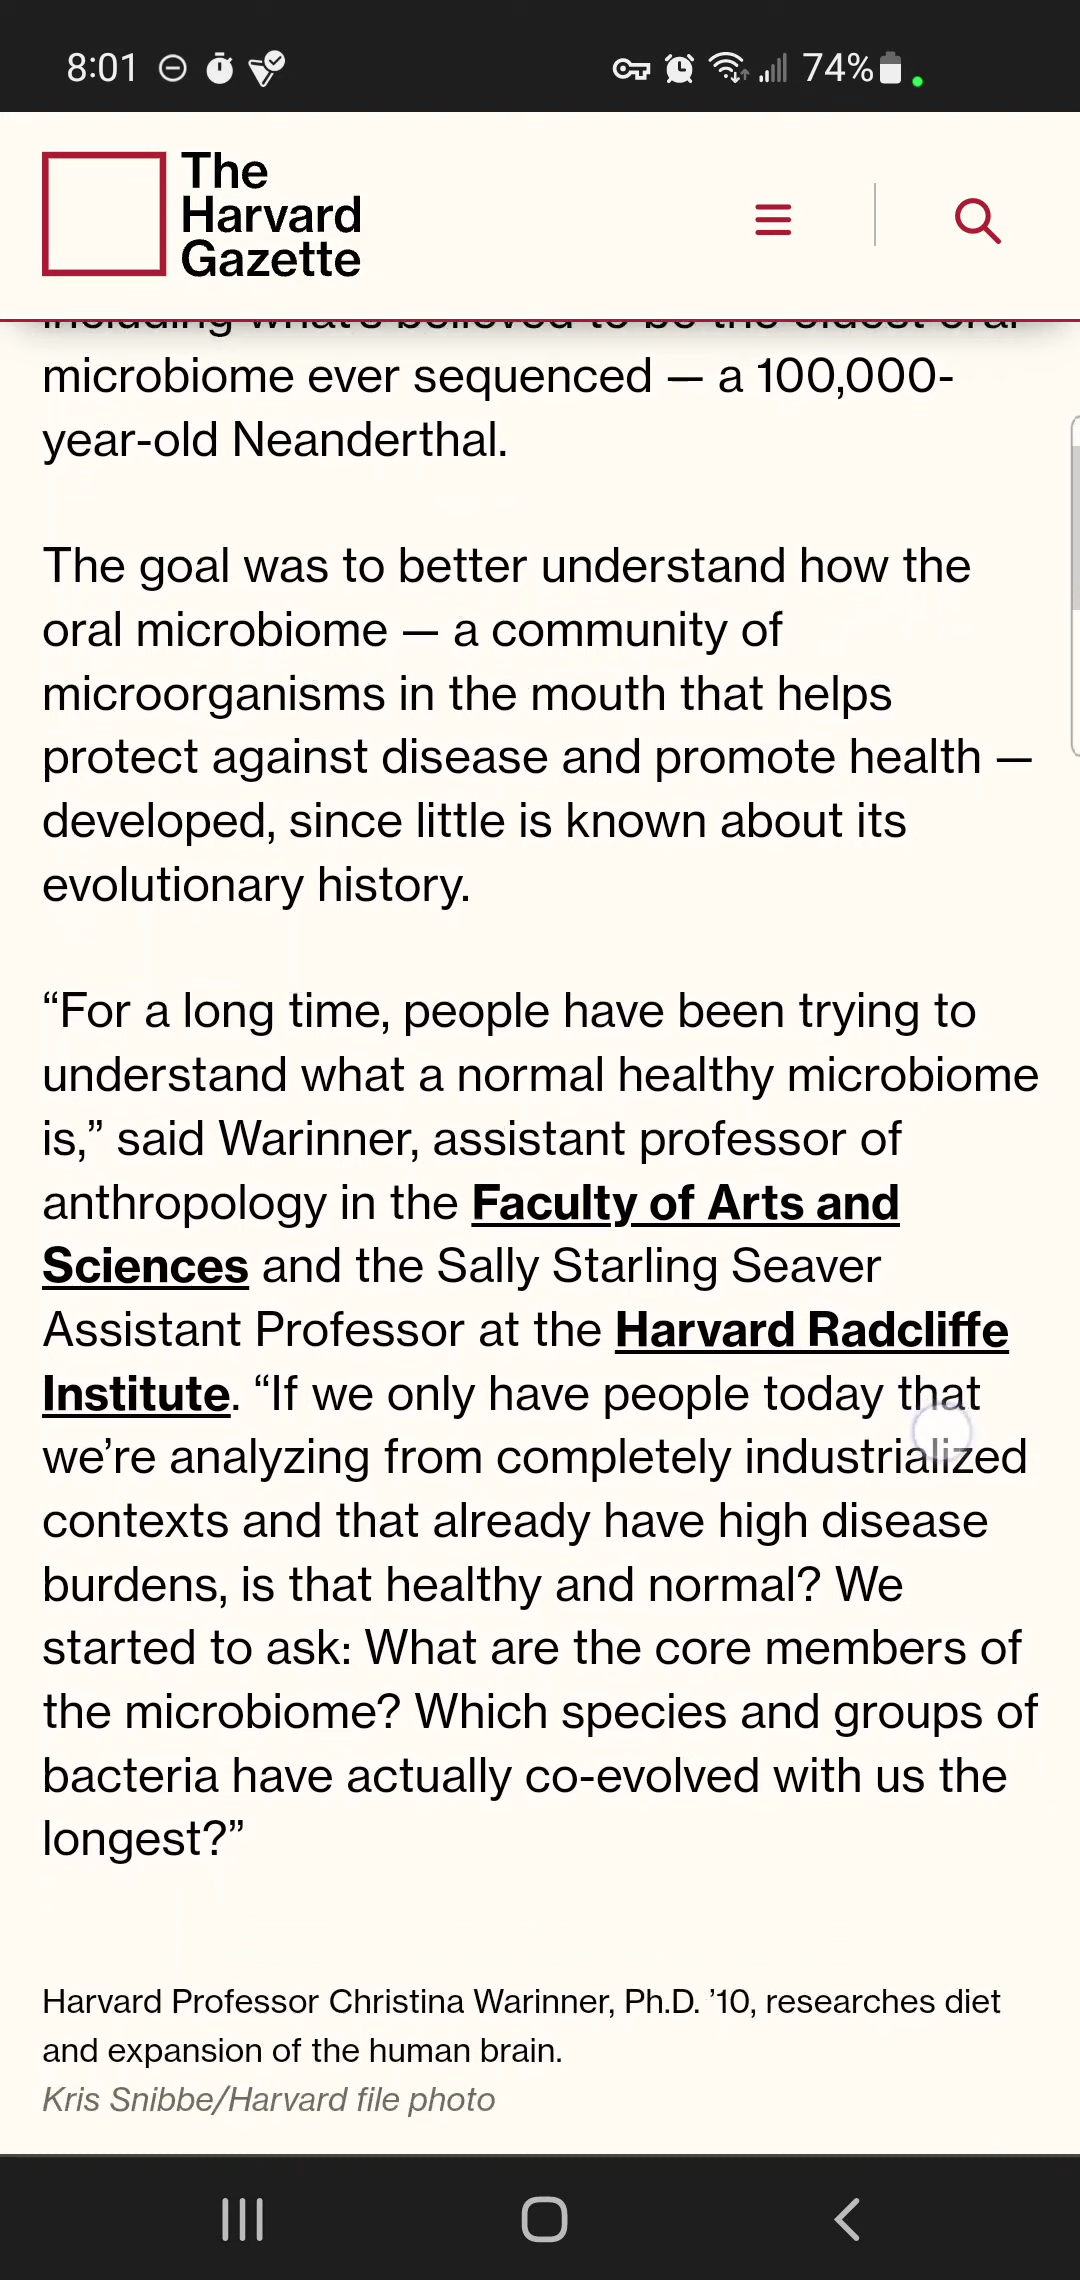 8:01
74%
The
Harvard
Gazette
including what's believed to be the oldest oral
microbiome ever sequenced — a 100,000-
year-old Neanderthal.
The goal was to better understand how the
oral microbiome — a community of
microorganisms in the mouth that helps
protect against disease and promote health —
developed, since little is known about its
evolutionary history.
“For a long time, people have been trying to
understand what a normal healthy microbiome
is,” said Warinner, assistant professor of
anthropology in the Faculty of Arts and
Sciences and the Sally Starling Seaver
Assistant Professor at the Harvard Radcliffe
Institute. “If we only have people today that
we’re analyzing from completely industrialized
contexts and that already have high disease
burdens, is that healthy and normal? We
started to ask: What are the core members of
the microbiome? Which species and groups of
bacteria have actually co-evolved with us the
longest?”
Harvard Professor Christina Warinner, Ph.D. ’10, researches diet
and expansion of the human brain.
Kris Snibbe/Harvard file photo